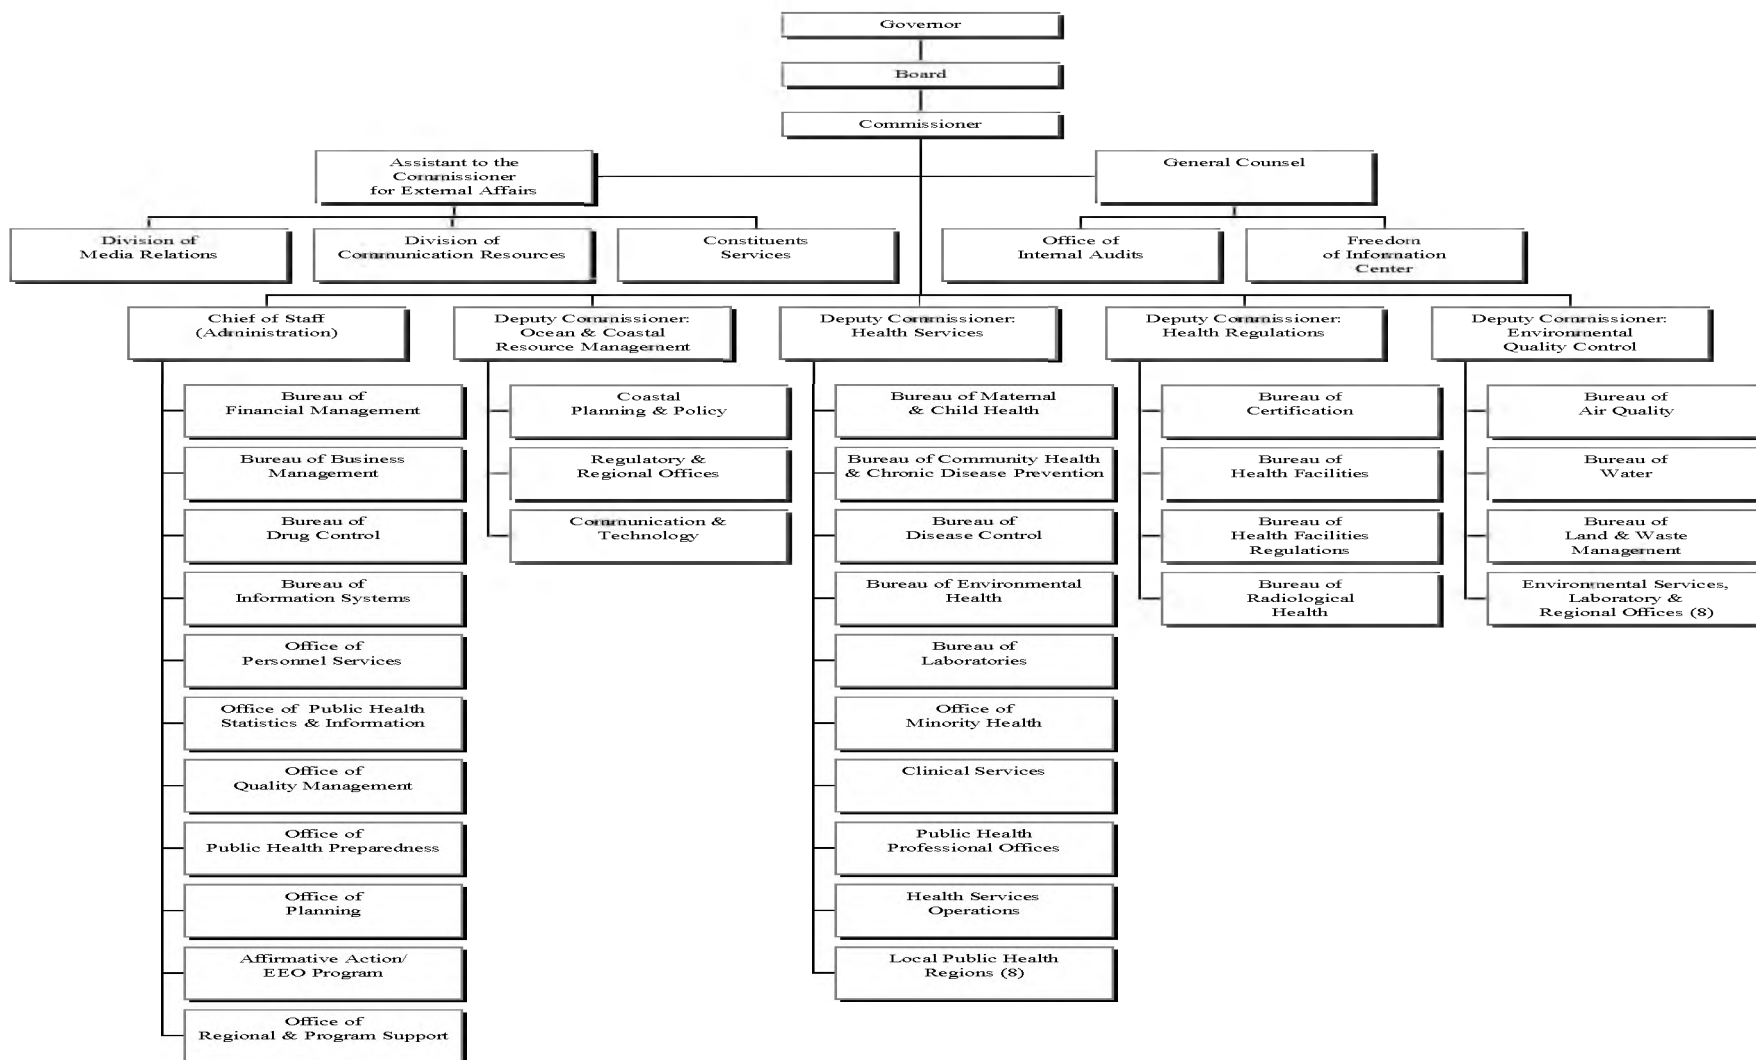 Governor
Board
Commissioner
Assistant to the
Commissioner
for External Affairs
General Counsel
Division of
Media Relations
Division of
Communication Resources
Constituents
Services
Office of
Internal Audits
Freedom
of Information
Center
Chief of Staff
(Administration)
Deputy Commissioner:
Ocean & Coastal
Resource Management
Deputy Commissioner:
Health Services
Deputy Commissioner:
Health Regulations
Deputy Commissioner:
Environmental
Quality Control
Bureau of
Financial Management
Bureau of Business
Management
Bureau of
Drug Control
Bureau of
Information Systems
Office of
Personnel Services
Office of Public Health
Statistics & Information
Office of
Quality Management
Office of
Public Health Preparedness
Office of
Planning
Affirmative Action/
EEO Program
Office of
Regional & Program Support
Coastal
Planning & Policy
Regulatory &
Regional Offices
Communication &
Technology
Bureau of Maternal
& Child Health
Bureau of Community Health
& Chronic Disease Prevention
Bureau of
Disease Control
Bureau of Environmental
Health
Bureau of
Laboratories
Office of
Minority Health
Clinical Services
Public Health
Professional Offices
Health Services
Operations
Local Public Health
Regions (8)
Bureau of
Certification
Bureau of
Health Facilities
Bureau of
Health Facilities
Regulations
Bureau of
Radiological
Health
Bureau of
Air Quality
Bureau of
Water
Bureau of
Land & Waste
Management
Environmental Services,
Laboratory &
Regional Offices (8)